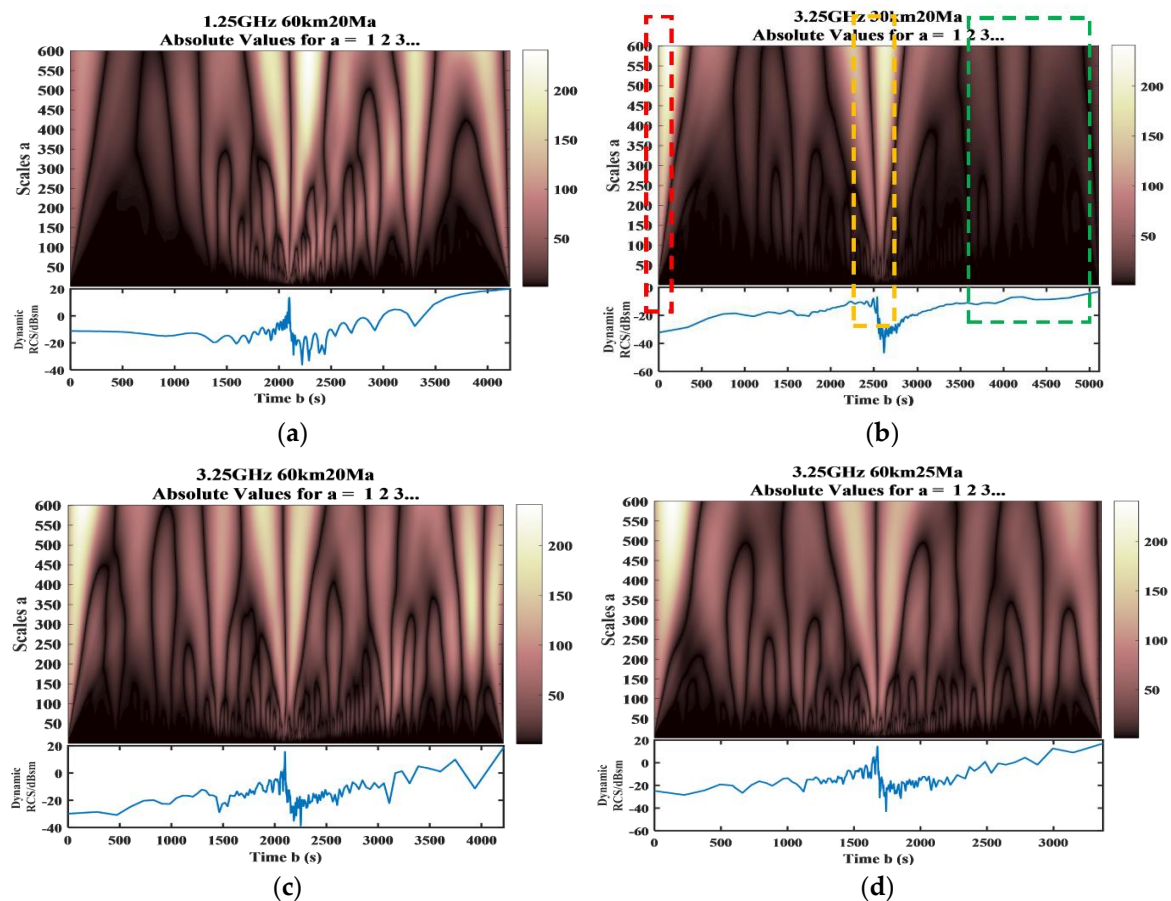 1.25GHz 60km20Ma
Absolute Values for a = 1 2 3...
Scales a
600
550
500
450
400
350
300
250
200
150
100
50
200
150
100
50
Dynamic
RCS/dBsm
20
0
-20
-40
0 500 1000 1500 2000 2500 3000 3500 4000
Time b (s)
(a)
3.25GHz 30km20Ma
Absolute Values for a = 1 2 3...
Scales a
600
550
500
450
400
350
300
250
200
150
100
50
200
150
100
50
Dynamic
RCS/dBsm
0
-20
-40
-60
0 500 1000 1500 2000 2500 3000 3500 4000 4500 5000
Time b (s)
(b)
3.25GHz 60km20Ma
Absolute Values for a = 1 2 3...
Scales a
600
550
500
450
400
350
300
250
200
150
100
50
200
150
100
50
Dynamic
RCS/dBsm
20
0
-20
-40
0 500 1000 1500 2000 2500 3000 3500 4000
Time b (s)
(c)
3.25GHz 60km25Ma
Absolute Values for a = 1 2 3...
Scales a
600
550
500
450
400
350
300
250
200
150
100
50
200
150
100
50
Dynamic
RCS/dBsm
20
0
-20
-40
-60
0 500 1000 1500 2000 2500 3000
Time b (s)
(d)